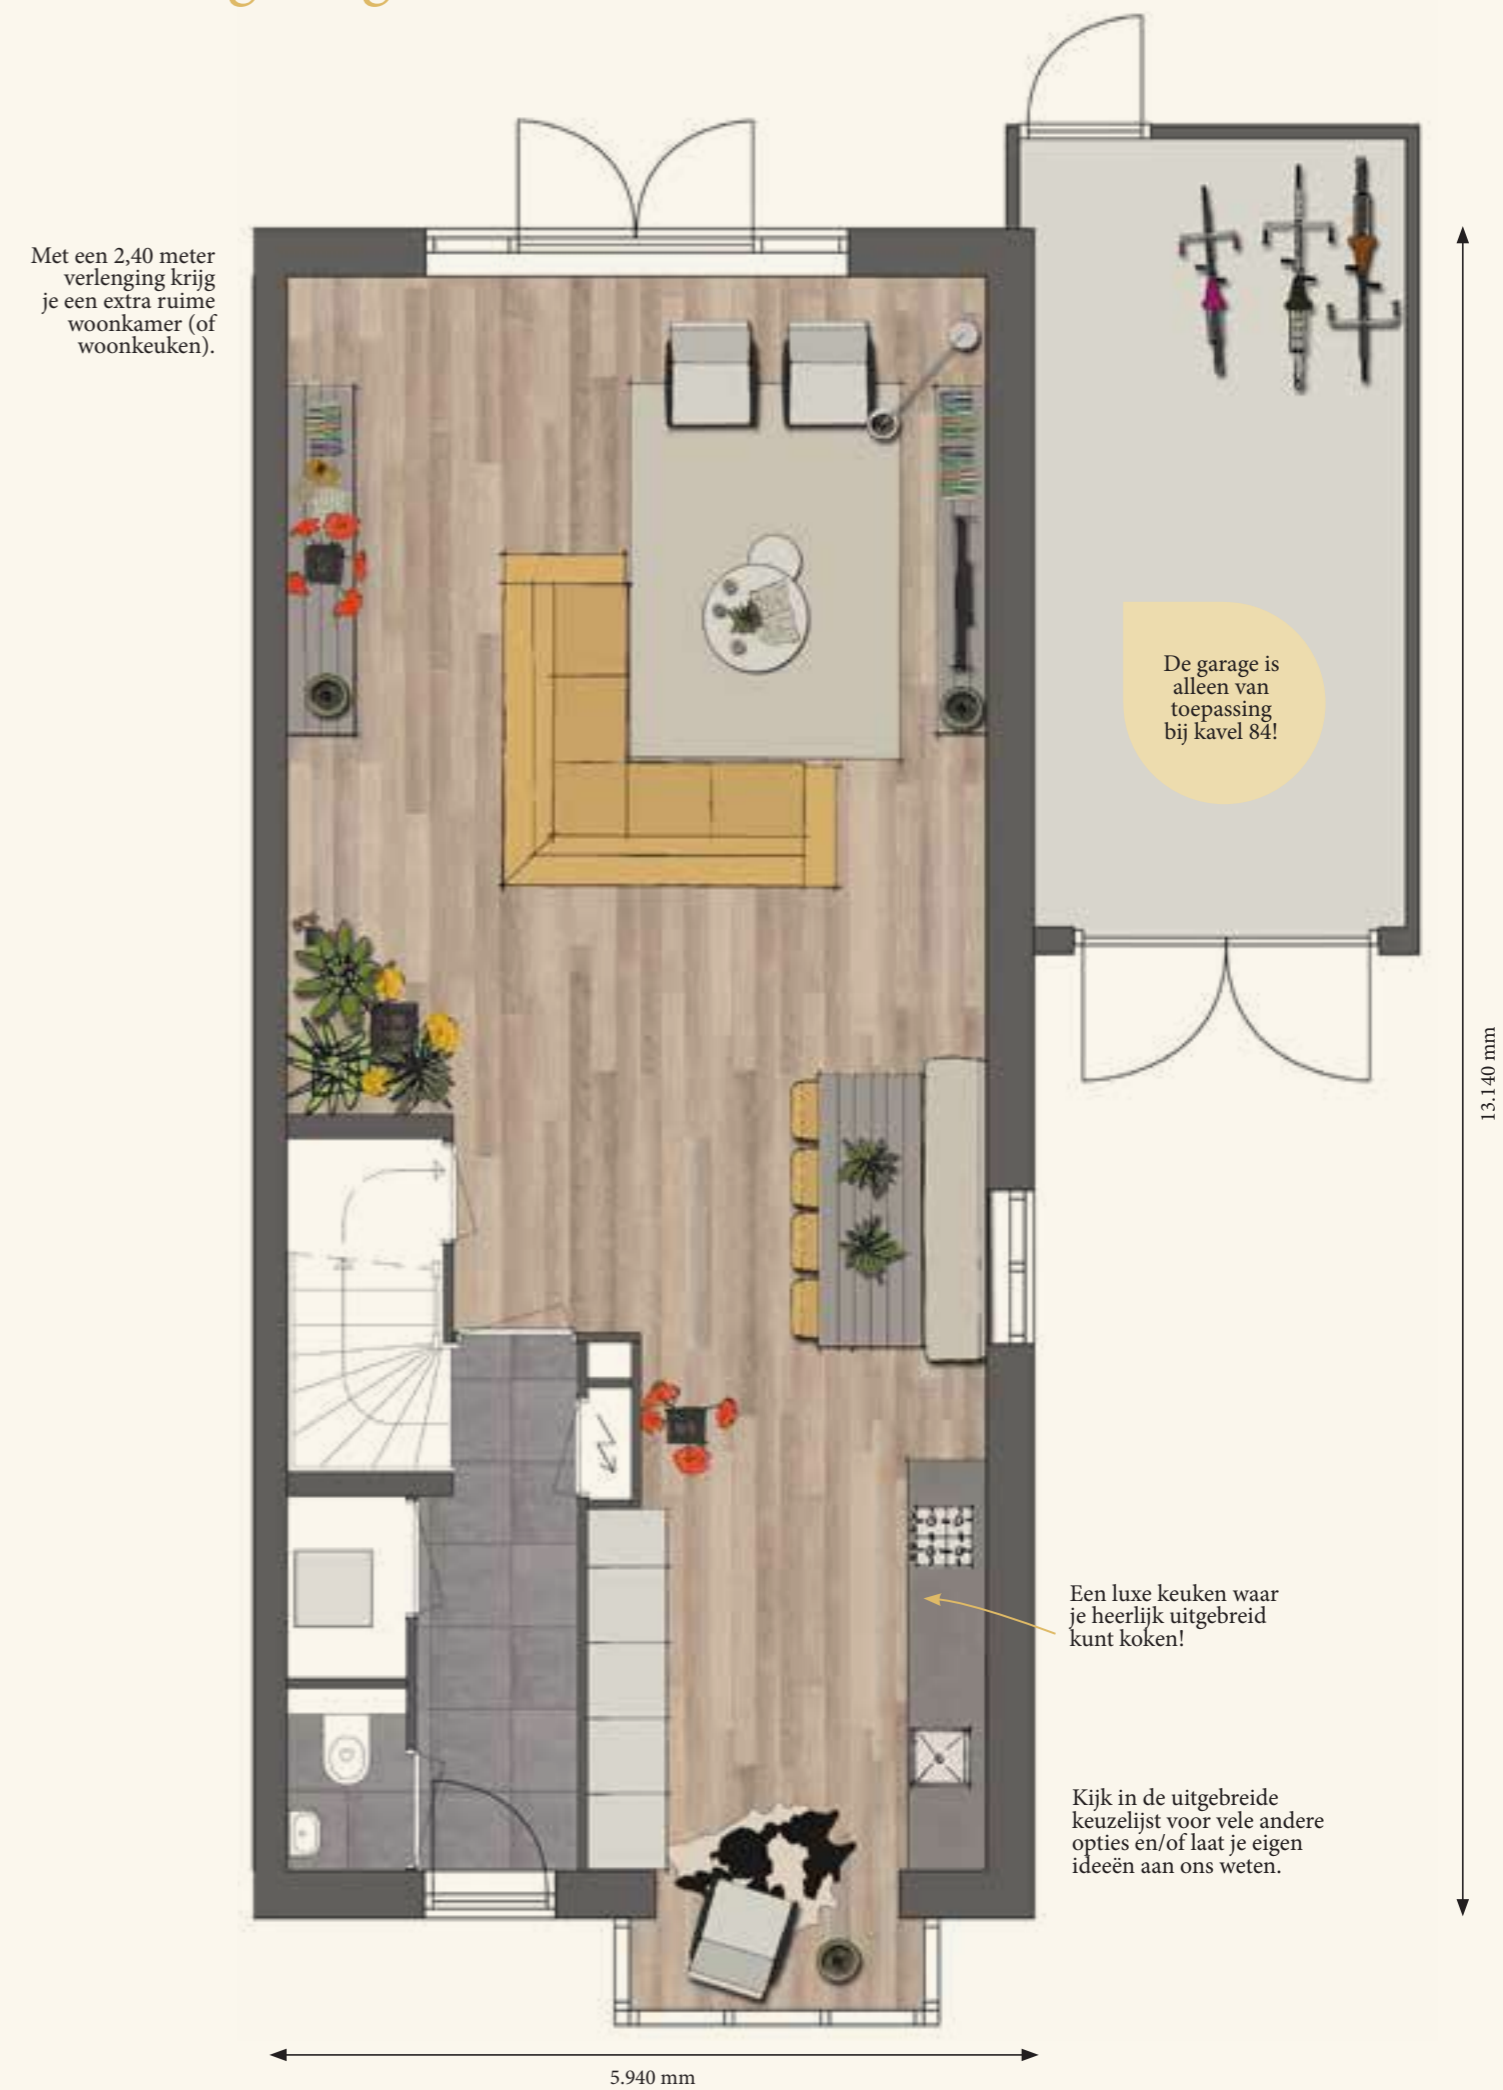 Met een 2,40 meter
verlenging krijg
je een extra ruime
woonkamer (of
woonkeuken).
De garage is
alleen van
toepassing
bij kavel 84!
13.140 mm
Een luxe keuken waar
je heerlijk uitgebreid
kunt koken!
Kijk in de uitgebreide
keuzelijst voor vele andere
opties en/of laat je eigen
ideeën aan ons weten.
5.940 mm